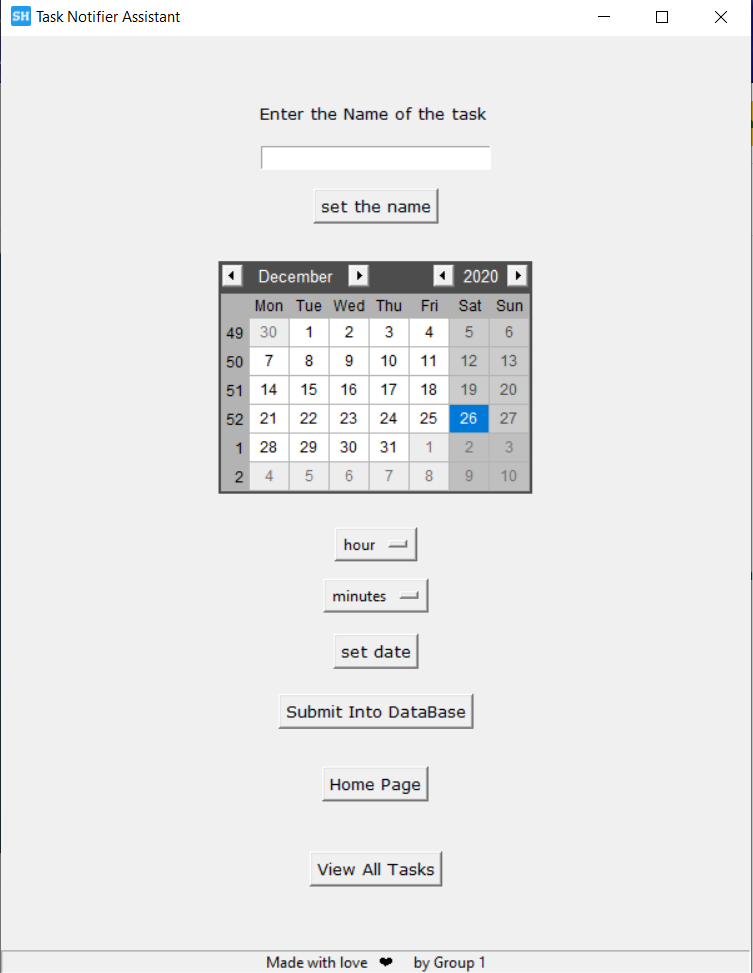 SH Task Notifier Assistant
Enter the Name of the task
set the name
December 2020
Mon Tue Wed Thu Fri Sat Sun
49 30 1 2 3 4 5 6
50 7 8 9 10 11 12 13
51 14 15 16 17 18 19 20
52 21 22 23 24 25 26 27
1 28 29 30 31 1 2 3
2 4 5 6 7 8 9 10
hour
minutes
set date
Submit Into DataBase
Home Page
View All Tasks
Made with love ❤ by Group 1